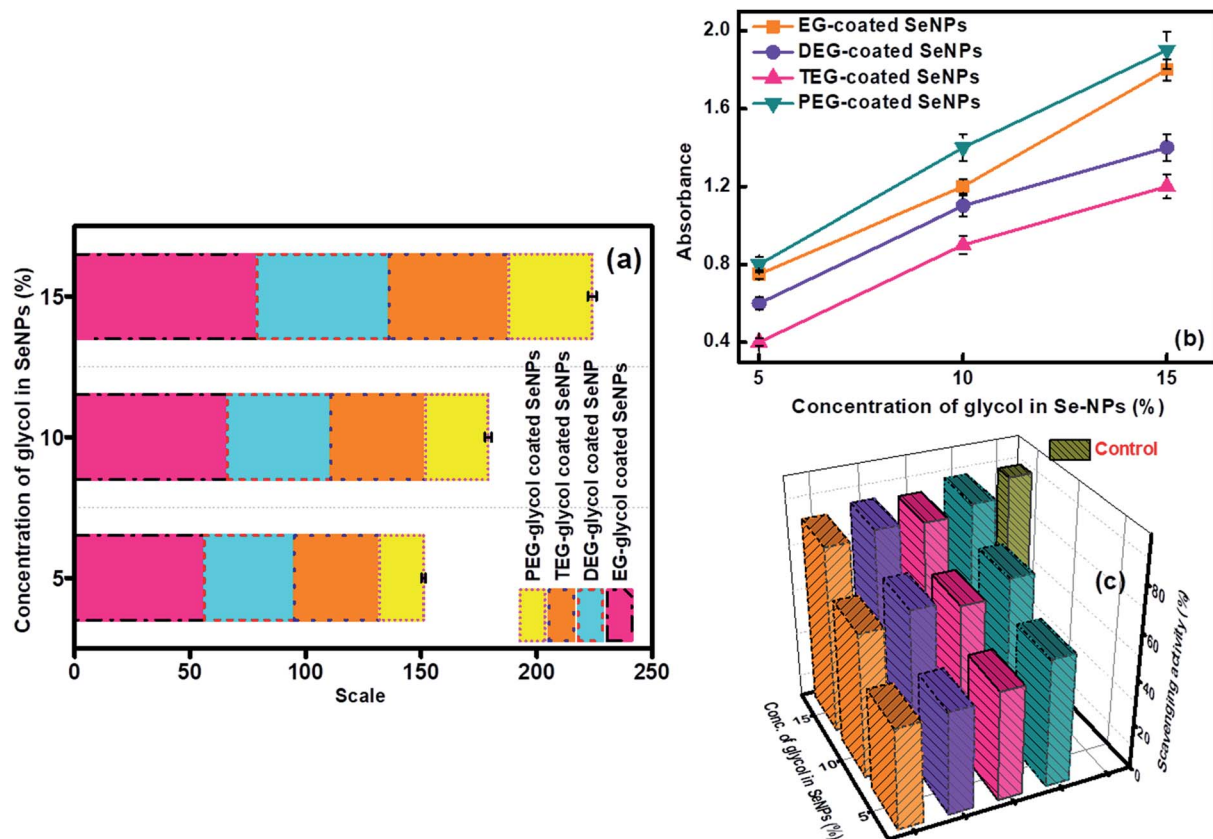 Concentration of glycol in SeNPs (%)
15
10
5
(a)
PEG-glycol coated SeNPs
TEG-glycol coated SeNPs
DEG-glycol coated SeNP
EG-glycol coated SeNPs
0 50 100 150 200 250
Scale
Absorbance
2.0
1.6
1.2
0.8
0.4
EG-coated SeNPs
DEG-coated SeNPs
TEG-coated SeNPs
PEG-coated SeNPs
(b)
5 10 15
Concentration of glycol in Se-NPs (%)
Control
(c)
80
60
40
20
0
Scavenging activity (%)
15
10
5
Conc. of glycol in SeNPs (%)